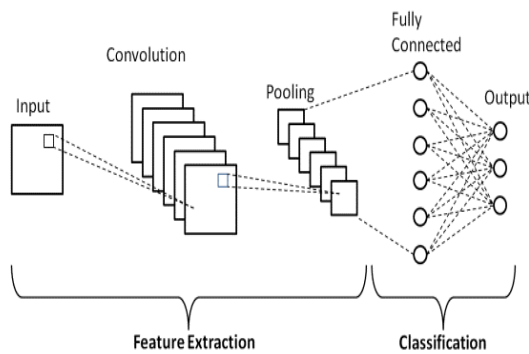 Fully
Connected
Convolution
Pooling
Output
Input
Feature Extraction
Classification